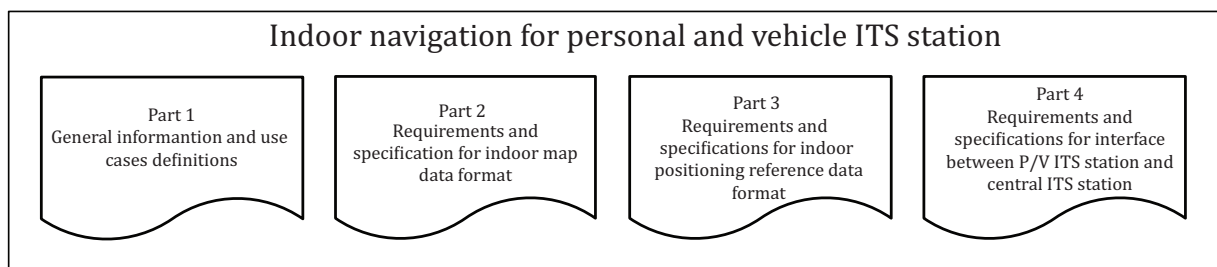 Indoor navigation for personal and vehicle ITS station
Part 1
General informantion and use
cases definitions
Part 2
Requirements and
specification for indoor map
data format
Part 3
Requirements and
specifications for indoor
positioning reference data
format
Part 4
Requirements and
specifications for interface
between P/V ITS station and
central ITS station